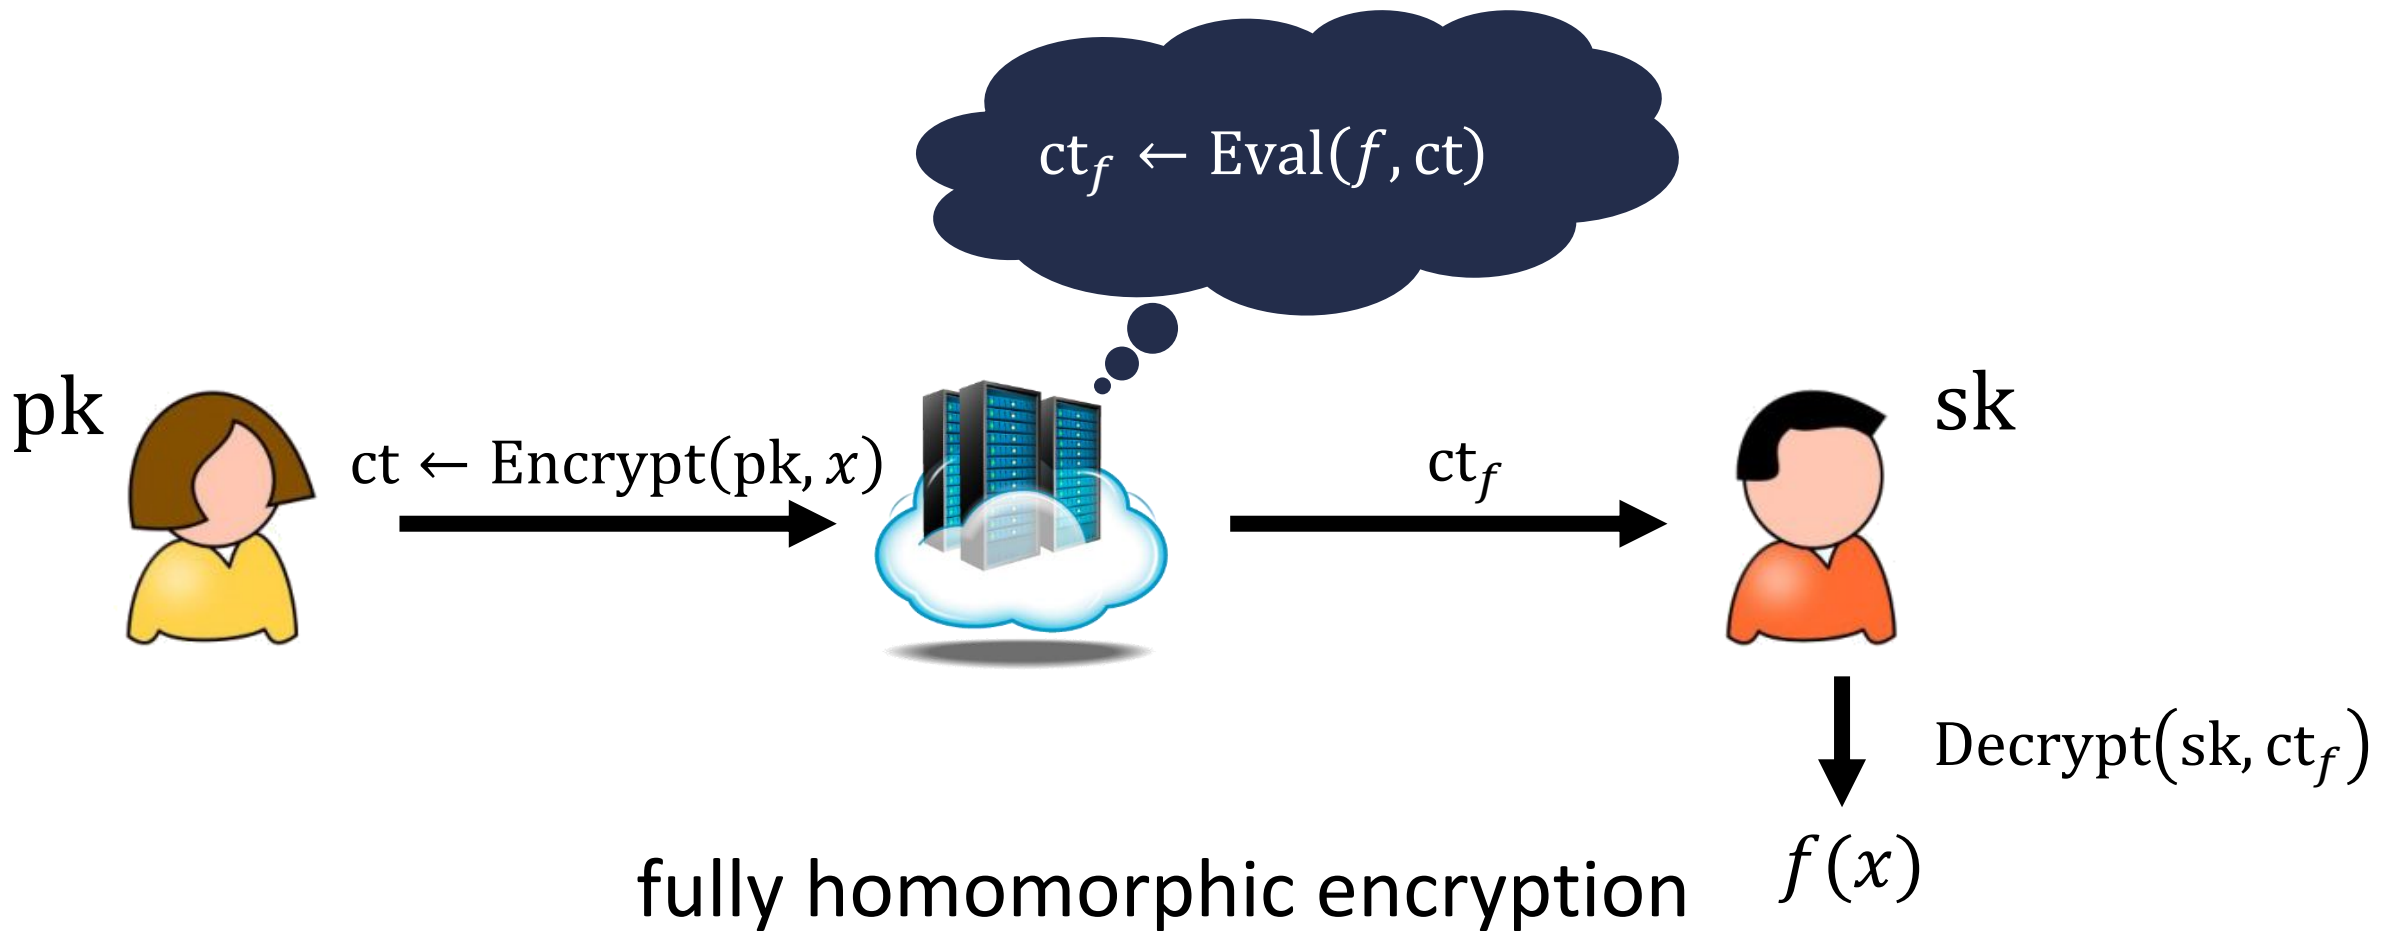 ct_f ← Eval(f, ct)
pk
sk
ct ← Encrypt(pk, x)
ct_f
Decrypt(sk, ct_f)
f(x)
fully homomorphic encryption